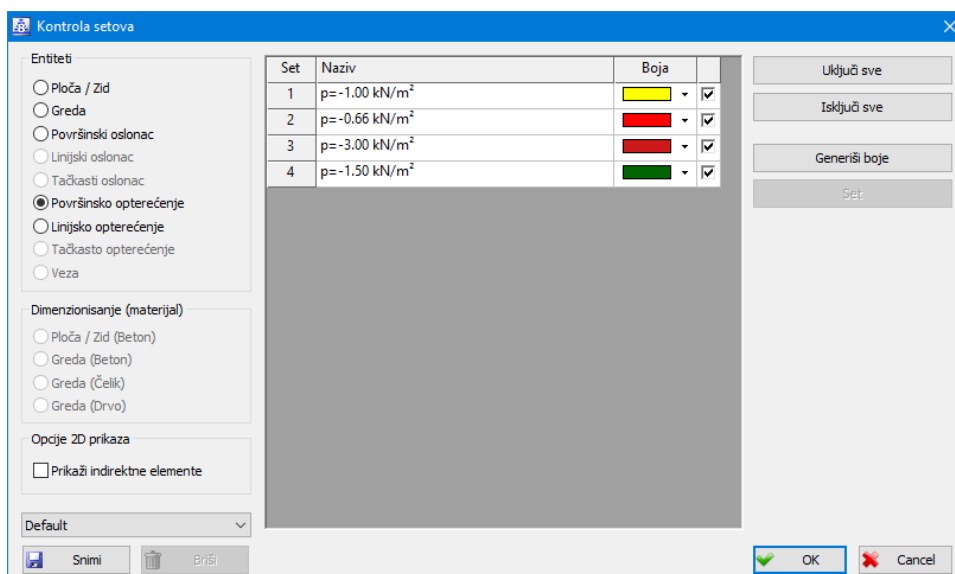 Kontrola setova
Entiteti
Ploča / Zid
Greda
Površinski oslonac
Linijski oslonac
Tačkasti oslonac
Površinsko opterećenje
Linijsko opterećenje
Tačkasto opterećenje
Veza
Dimenzionisanje (materijal)
Ploča / Zid (Beton)
Greda (Beton)
Greda (Čelik)
Greda (Drvo)
Opcije 2D prikaza
Prikaži indirektne elemente
Default
Snimi Briši
Set Naziv Boja
1 p=-1.00 kN/m²
2 p=-0.66 kN/m²
3 p=-3.00 kN/m²
4 p=-1.50 kN/m²
Uključi sve
Isključi sve
Generiši boje
Set
OK Cancel